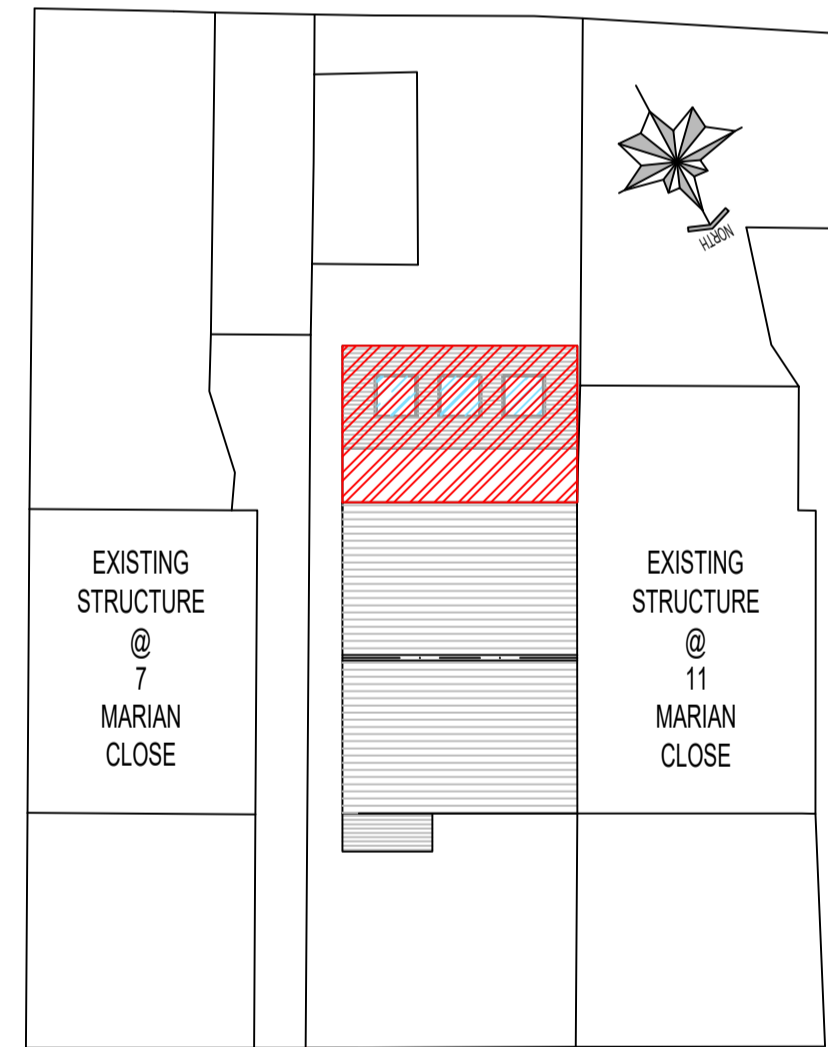 NORTH
EXISTING
STRUCTURE
@
7
MARIAN
CLOSE
EXISTING
STRUCTURE
@
11
MARIAN
CLOSE